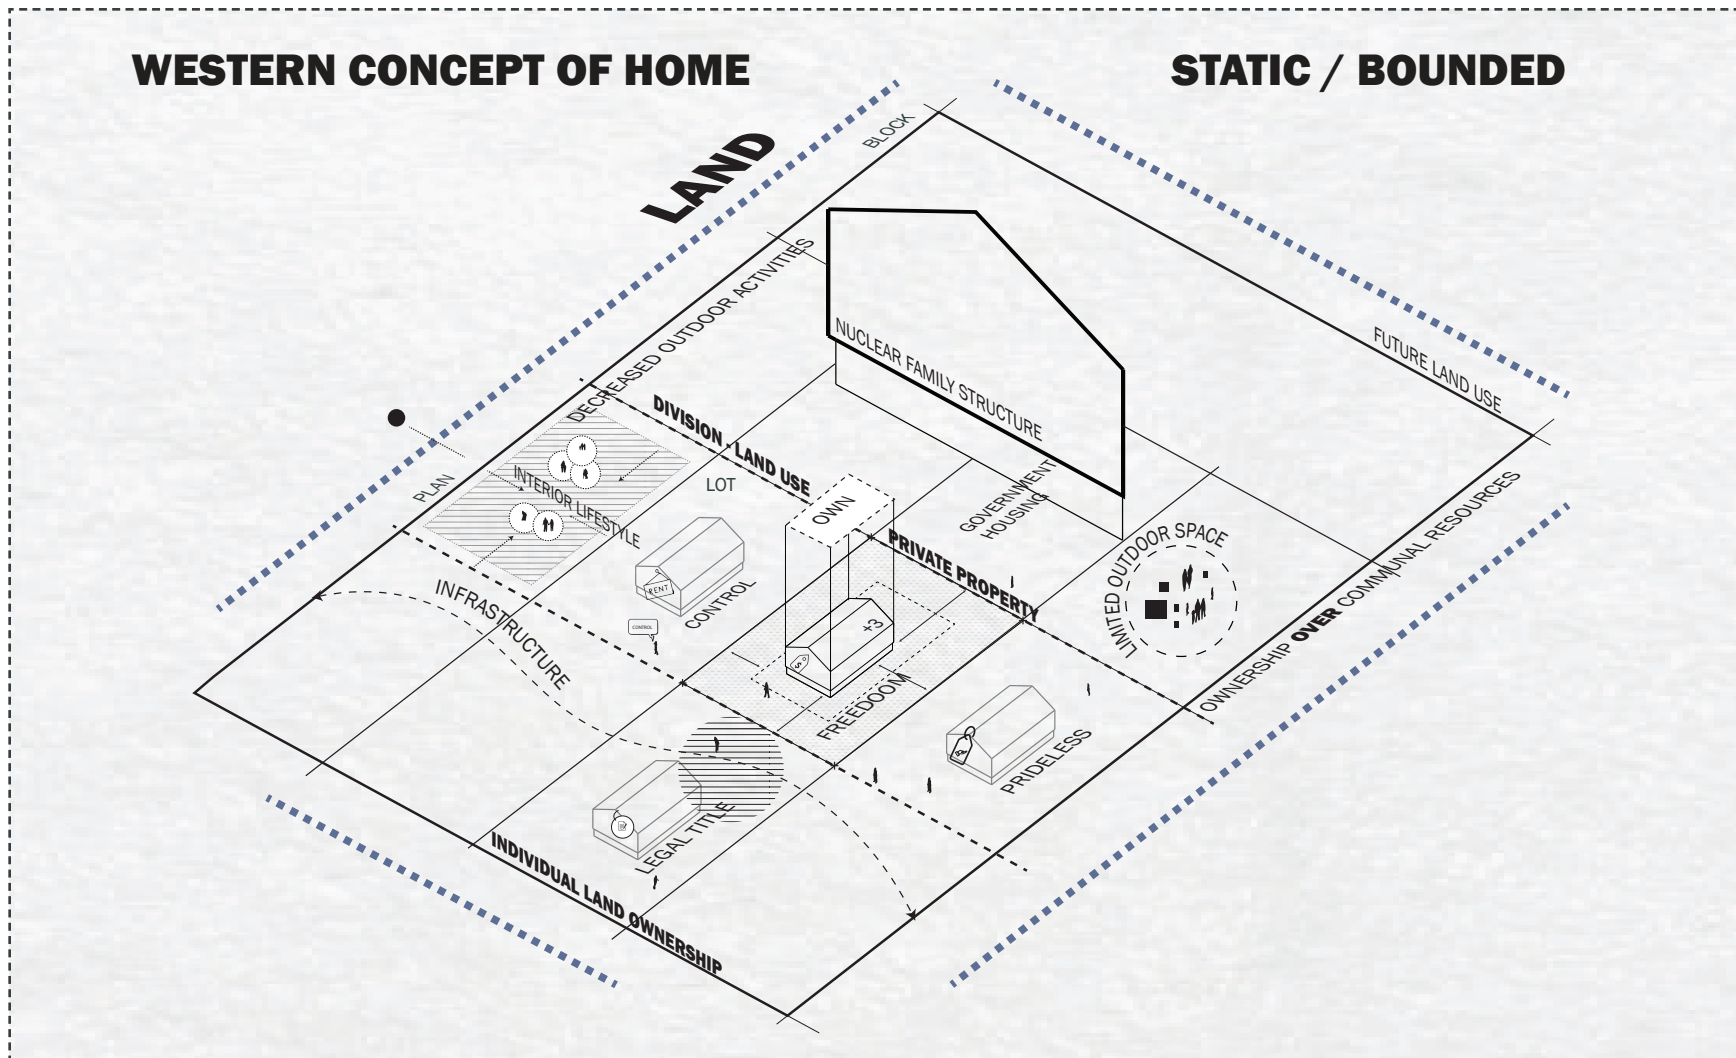 WESTERN CONCEPT OF HOME
STATIC / BOUNDED
LAND
BLOCK
DECREASED OUTDOOR ACTIVITIES
NUCLEAR FAMILY STRUCTURE
FUTURE LAND USE
DIVISION - LAND USE
PLAN
INTERIOR LIFESTYLE
LOT
OWN
GOVERNMENT
HOUSING
PRIVATE PROPERTY
LIMITED OUTDOOR SPACE
OWNERSHIP OVER COMMUNAL RESOURCES
INFRASTRUCTURE
RENT
CONTROL
CONTROL
+3
$
FREEDOOM
PRIDELESS
LEGAL TITLE
INDIVIDUAL LAND OWNERSHIP